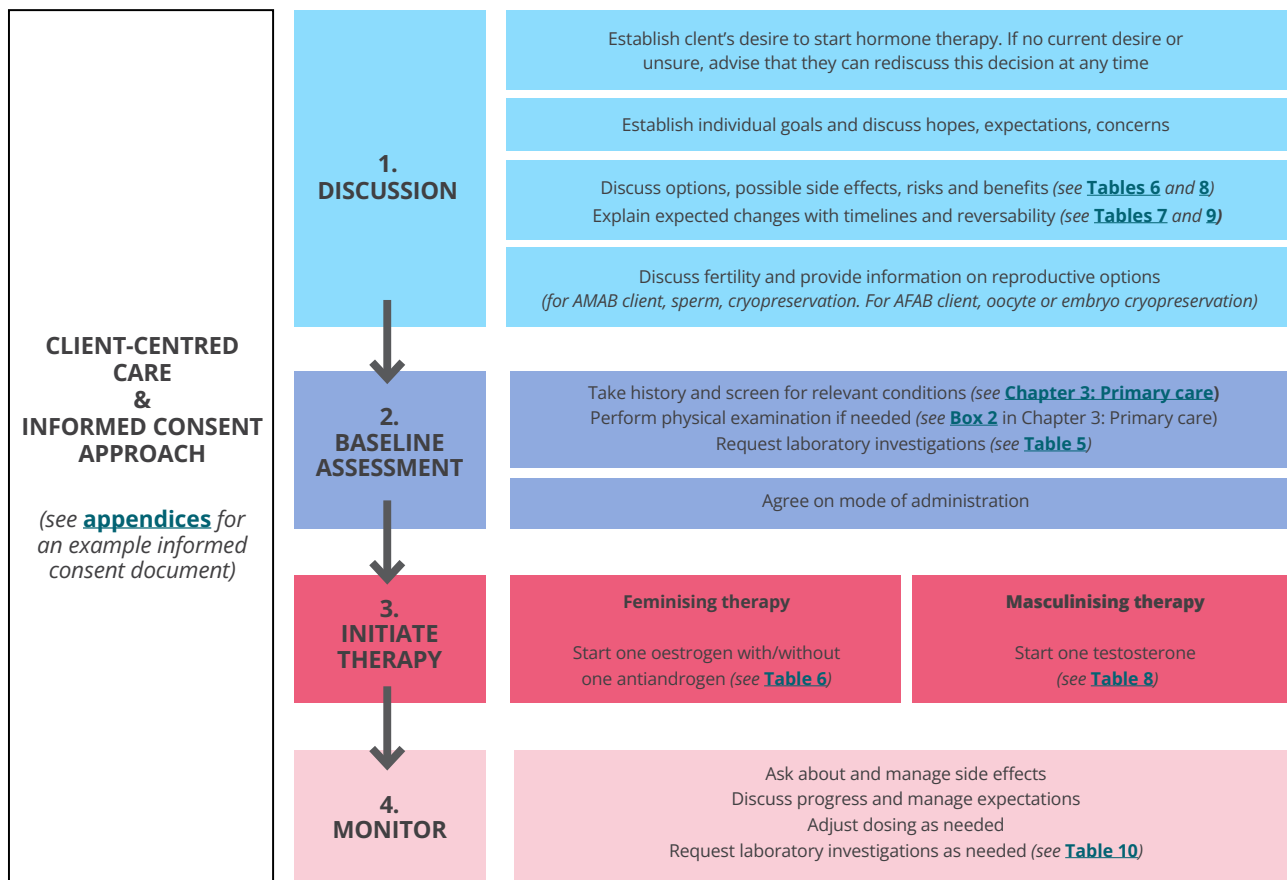 CLIENT-CENTRED
CARE
&
INFORMED CONSENT
APPROACH
(see appendices for
an example informed
consent document)
1.
DISCUSSION
Establish clent's desire to start hormone therapy. If no current desire or
unsure, advise that they can rediscuss this decision at any time
Establish individual goals and discuss hopes, expectations, concerns
Discuss options, possible side effects, risks and benefits (see Tables 6 and 8)
Explain expected changes with timelines and reversability (see Tables 7 and 9)
Discuss fertility and provide information on reproductive options
(for AMAB client, sperm, cryopreservation. For AFAB client, oocyte or embryo cryopreservation)
2.
BASELINE
ASSESSMENT
Take history and screen for relevant conditions (see Chapter 3: Primary care)
Perform physical examination if needed (see Box 2 in Chapter 3: Primary care)
Request laboratory investigations (see Table 5)
Agree on mode of administration
3.
INITIATE
THERAPY
Feminising therapy
Start one oestrogen with/without
one antiandrogen (see Table 6)
Masculinising therapy
Start one testosterone
(see Table 8)
4.
MONITOR
Ask about and manage side effects
Discuss progress and manage expectations
Adjust dosing as needed
Request laboratory investigations as needed (see Table 10)